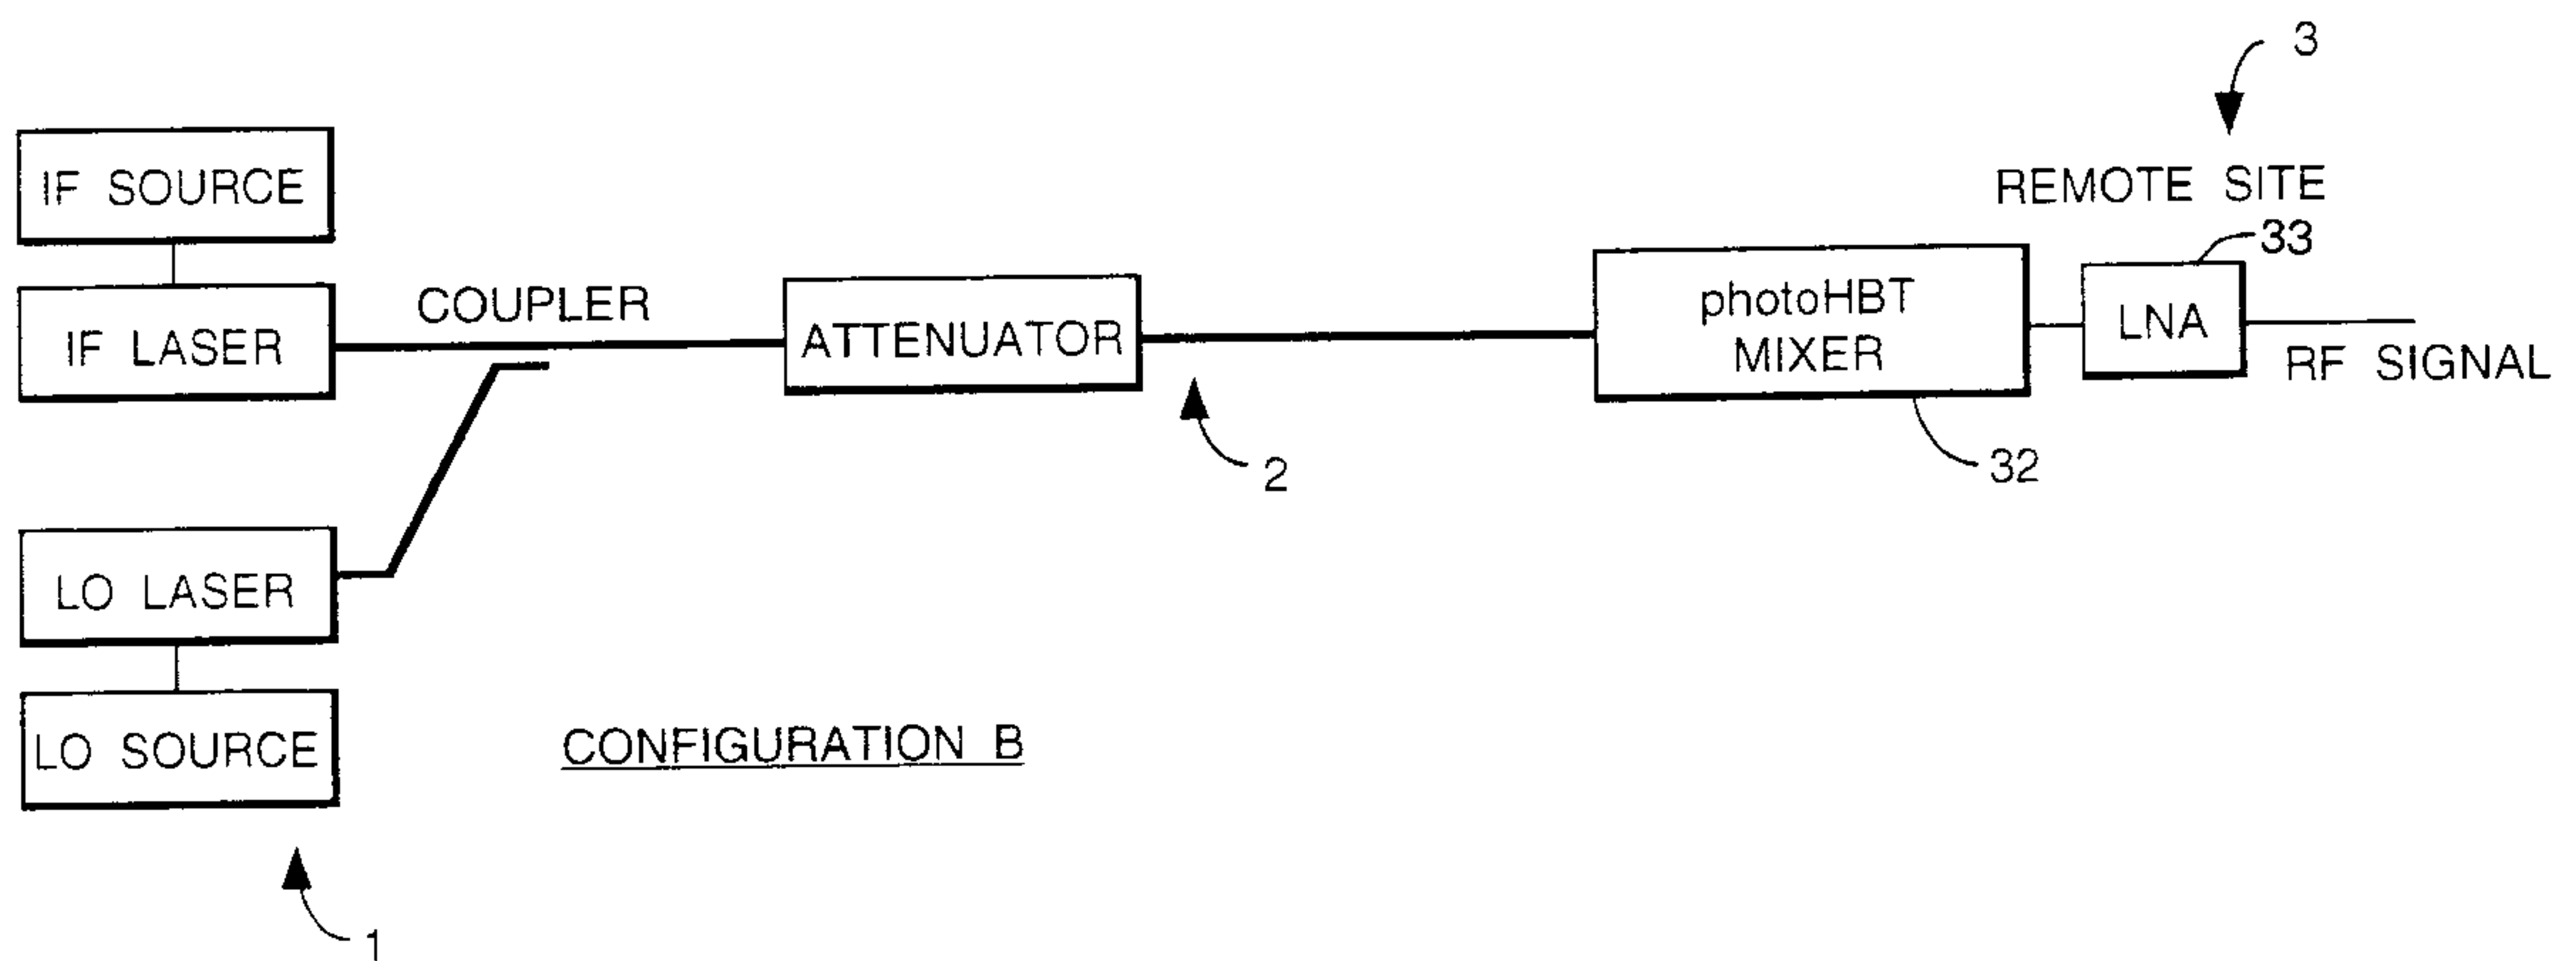 3
REMOTE SITE
33
IF SOURCE
IF LASER
COUPLER
ATTENUATOR
photoHBT
MIXER
LNA
RF SIGNAL
2
32
LO LASER
LO SOURCE
CONFIGURATION B
1